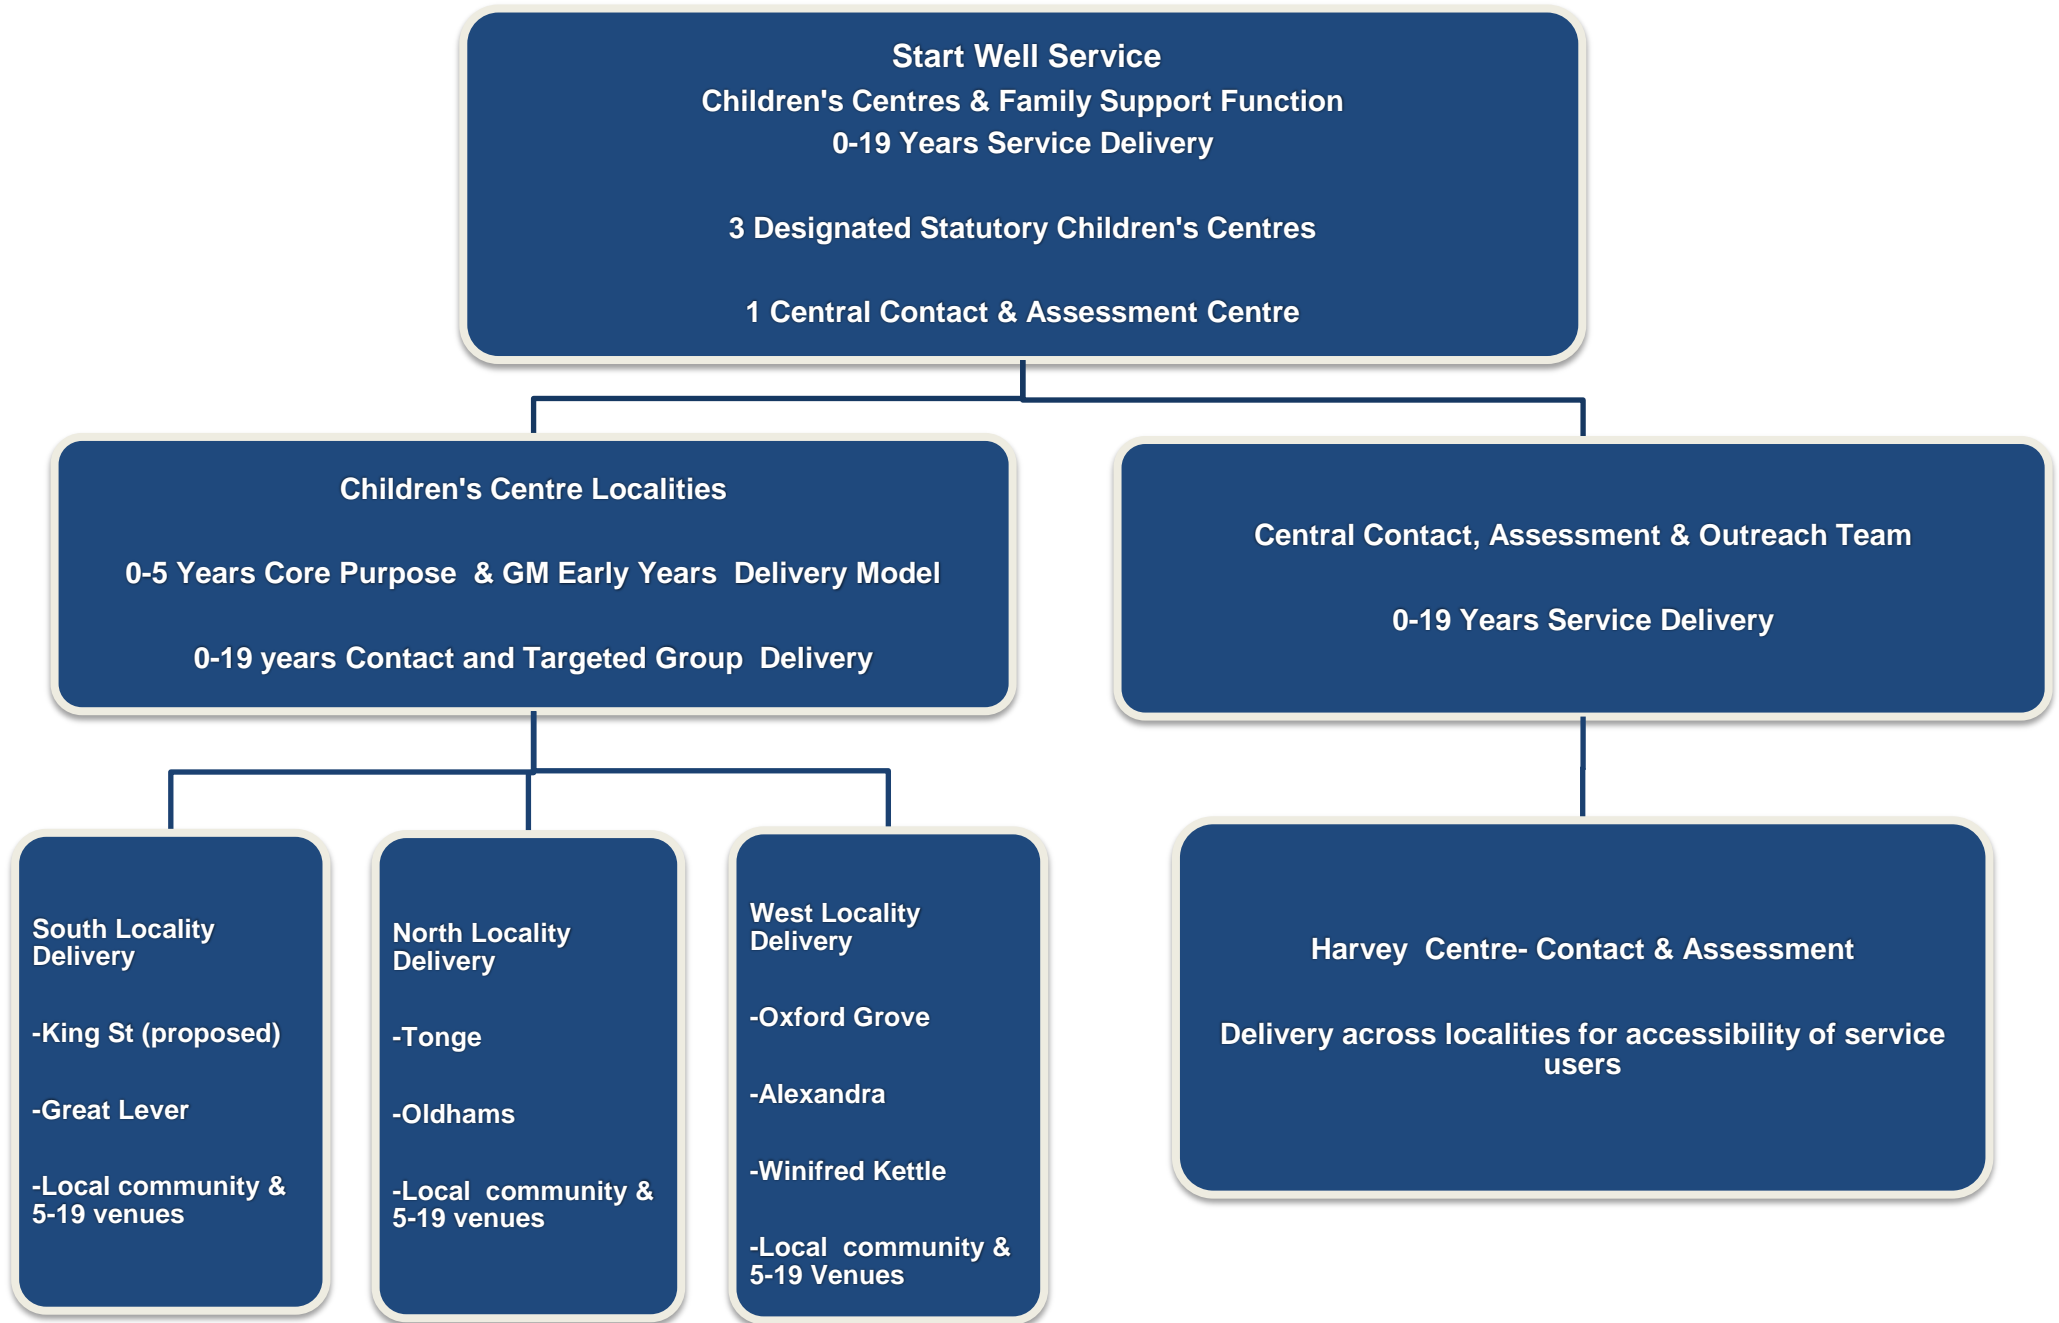 Start Well Service
Children's Centres & Family Support Function
0-19 Years Service Delivery
3 Designated Statutory Children's Centres
1 Central Contact & Assessment Centre
Children's Centre Localities
0-5 Years Core Purpose & GM Early Years Delivery Model
0-19 years Contact and Targeted Group Delivery
Central Contact, Assessment & Outreach Team
0-19 Years Service Delivery
South Locality
Delivery
-King St (proposed)
-Great Lever
-Local community &
5-19 venues
North Locality
Delivery
-Tonge
-Oldhams
-Local community &
5-19 venues
West Locality
Delivery
-Oxford Grove
-Alexandra
-Winifred Kettle
-Local community &
5-19 Venues
Harvey Centre- Contact & Assessment
Delivery across localities for accessibility of service
users